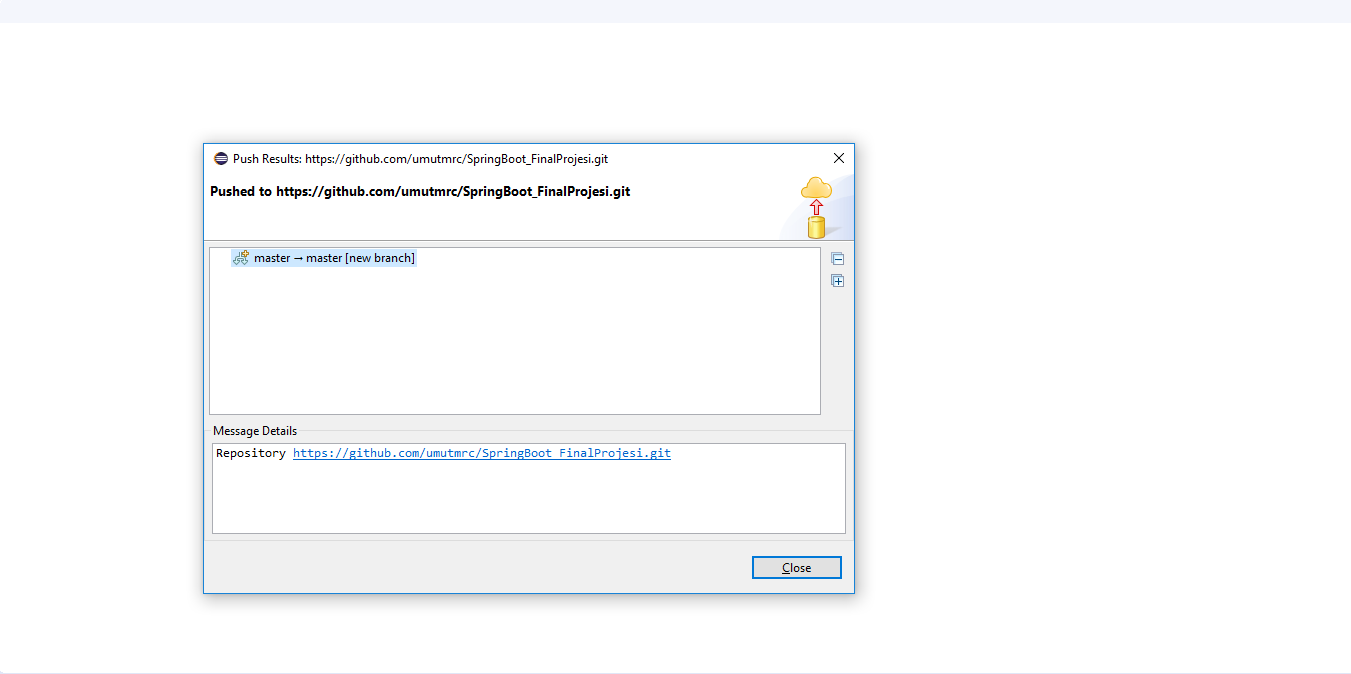 Push Results: https://github.com/umutmrc/SpringBoot_FinalProjesi.git
Pushed to https://github.com/umutmrc/SpringBoot_FinalProjesi.git
master → master [new branch]
Message Details
Repository https://github.com/umutmrc/SpringBoot_FinalProjesi.git
Close